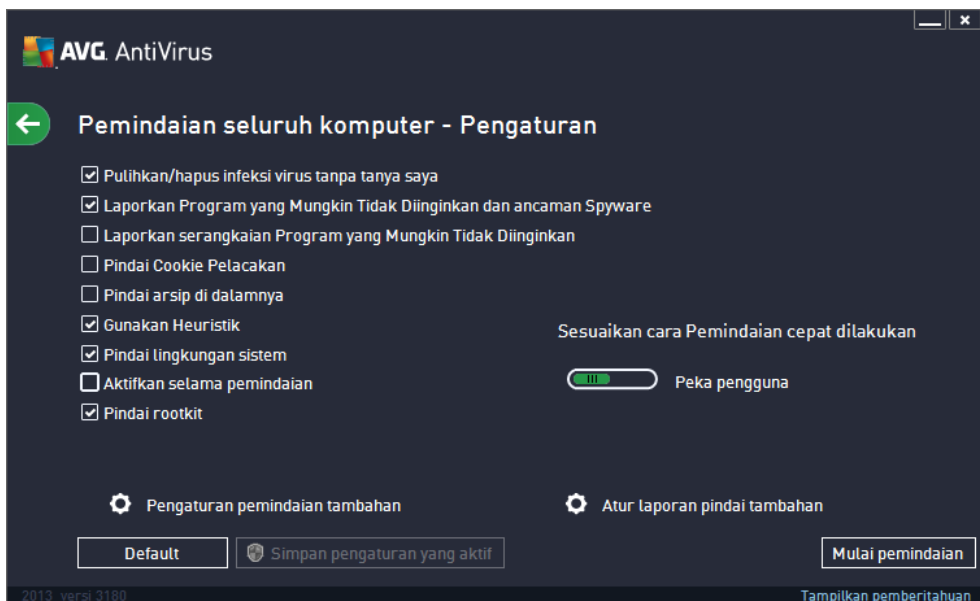 AVG. AntiVirus
Pemindaian seluruh komputer - Pengaturan
Pulihkan/hapus infeksi virus tanpa tanya saya
Laporkan Program yang Mungkin Tidak Diinginkan dan ancaman Spyware
Laporkan serangkaian Program yang Mungkin Tidak Diinginkan
Pindai Cookie Pelacakan
Pindai arsip di dalamnya
Gunakan Heuristik
Pindai lingkungan sistem
Aktifkan selama pemindaian
Pindai rootkit
Sesuaikan cara Pemindaian cepat dilakukan
Peka pengguna
Pengaturan pemindaian tambahan
Atur laporan pindai tambahan
Default
Simpan pengaturan yang aktif
Mulai pemindaian
2013 versi 3180
Tampilkan pemberitahuan